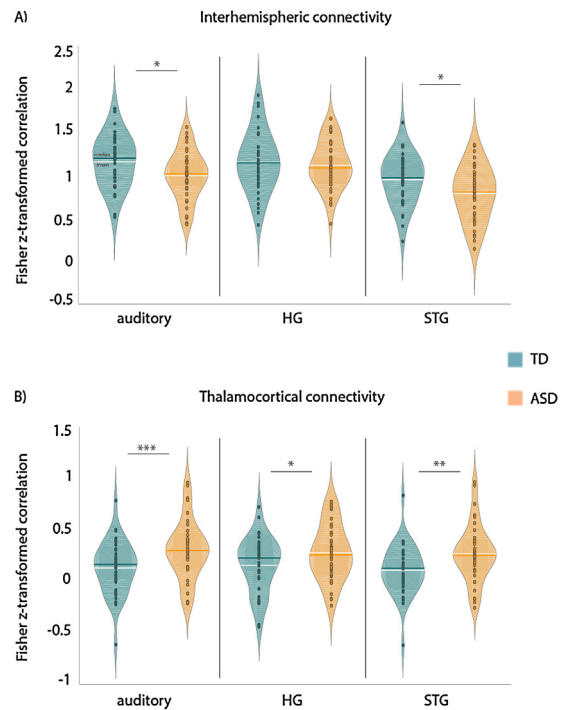 A)
Interhemispheric connectivity
Fisher z-transformed correlation
2.5
2
1.5
1
0.5
0
-0.5
*
*
median
mean
auditory
HG
STG
TD
ASD
B)
Thalamocortical connectivity
Fisher z-transformed correlation
1.5
1
0.5
0
-0.5
-1
***
*
**
auditory
HG
STG